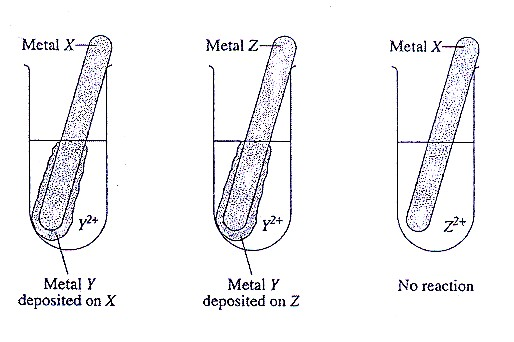 Metal X
Y²⁺
Metal Y
deposited on X
Metal Z
Y²⁺
Metal Y
deposited on Z
Metal X
Z²⁺
No reaction